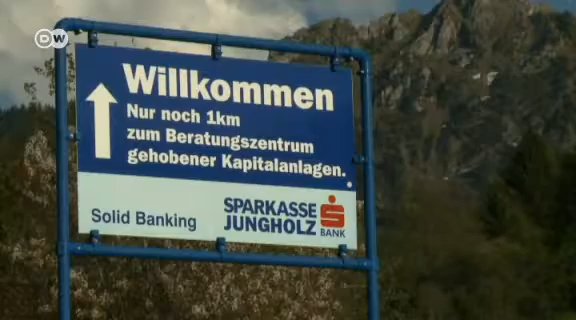 DW
Willkommen
Nur noch 1km
zum Beratungszentrum
gehobener Kapitalanlagen.
Solid Banking
SPARKASSE
JUNGHOLZ
BANK